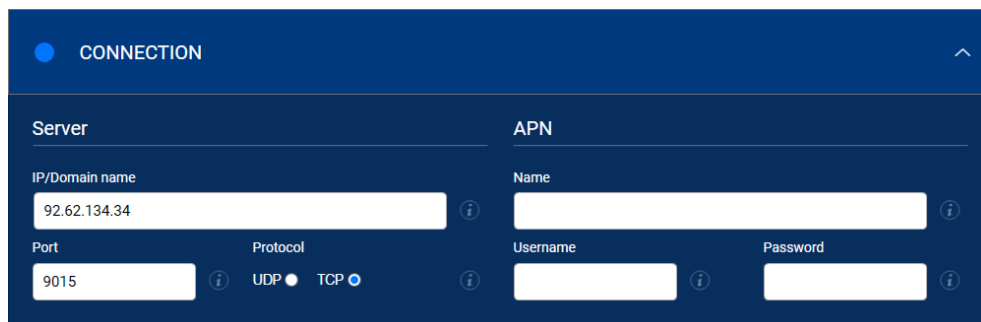 CONNECTION
Server
IP/Domain name
92.62.134.34
Port
Protocol
9015
UDP
TCP
APN
Name
Username
Password